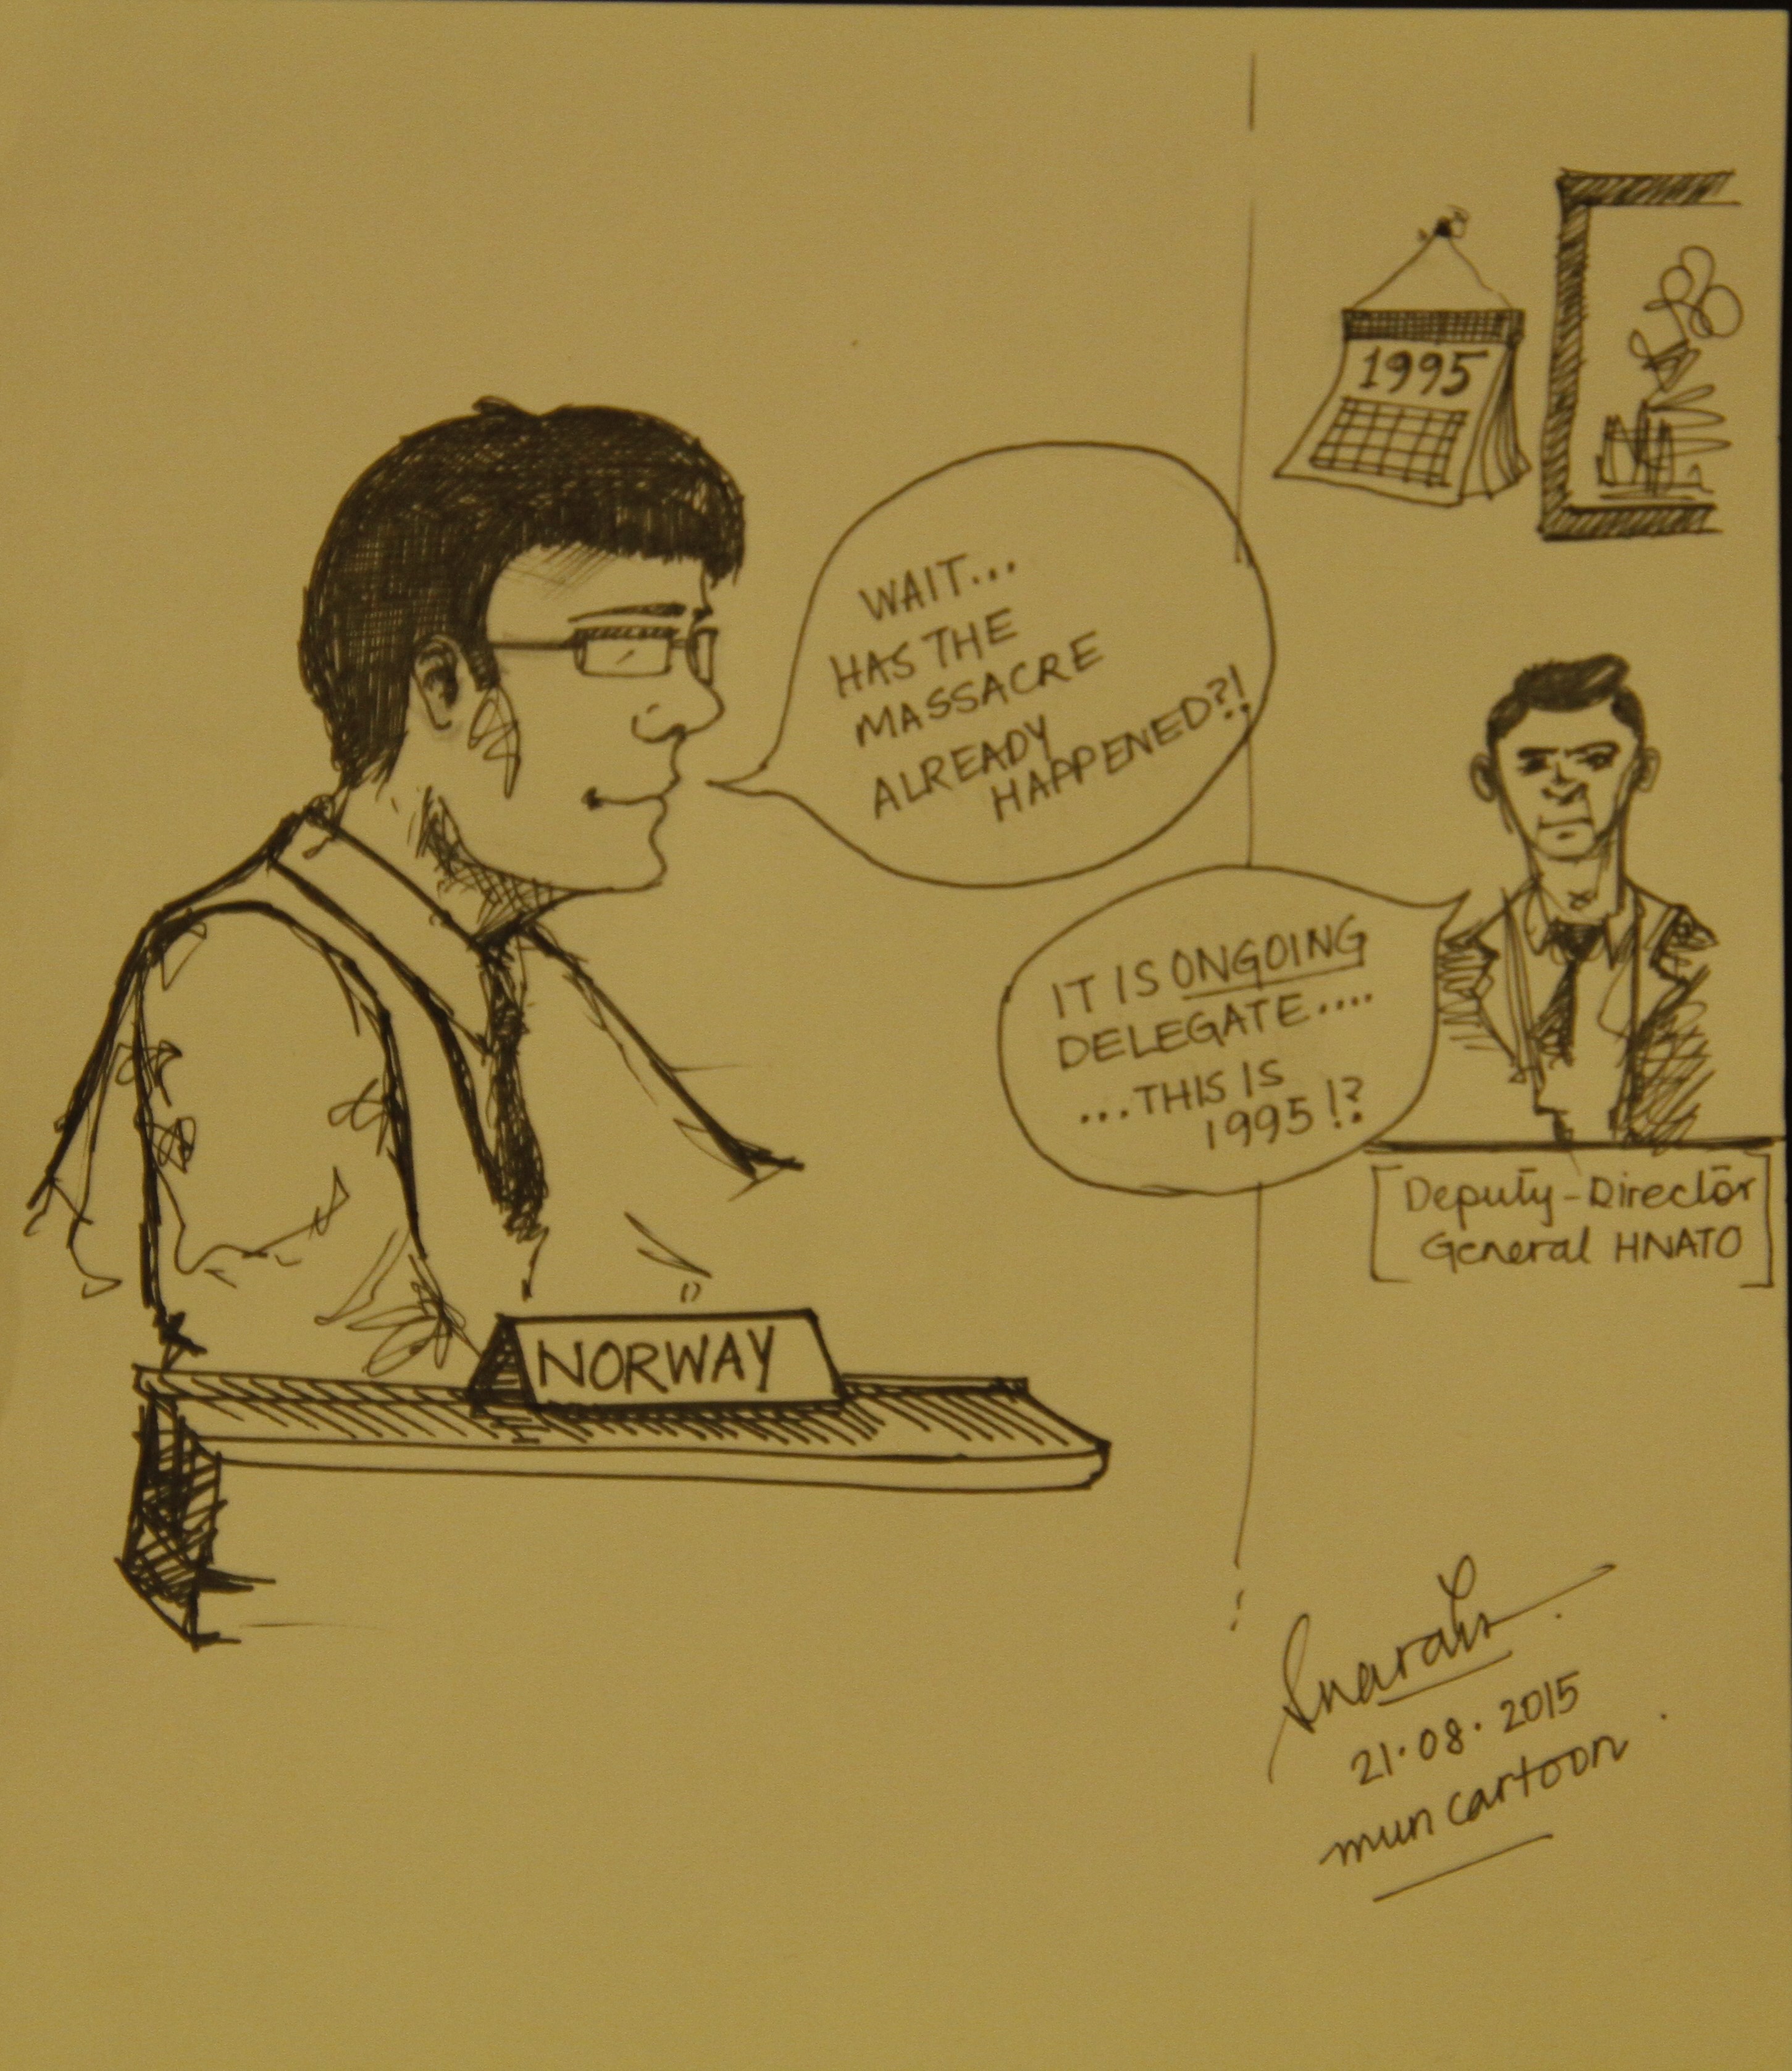 1995
WAIT...
HAS THE
MASSACRE
ALREADY
HAPPENED?!
IT IS ONGOING
DELEGATE....
...THIS IS
1995!?
Deputy-Director
General HNATO
NORWAY
21.08.2015
mun cartoon